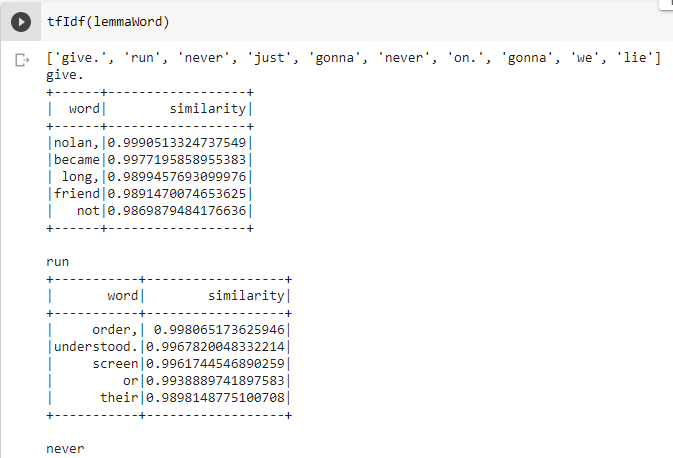 tfIdf(lemmaWord)
['give.', 'run', 'never', 'just', 'gonna', 'never', 'on.', 'gonna', 'we', 'lie']
give.
+------+------------------+
|  word|        similarity|
+------+------------------+
|nolan,|0.9990513324737549|
|became|0.9977195858955383|
| long,|0.9899457693099976|
|friend|0.9891470074653625|
|   not|0.9869879484176636|
+------+------------------+
run
+-----------+------------------+
|       word|        similarity|
+-----------+------------------+
|     order,| 0.998065173625946|
|understood.|0.9967820048332214|
|     screen|0.9961744546890259|
|         or|0.9938889741897583|
|      their|0.9898148775100708|
+-----------+------------------+
never